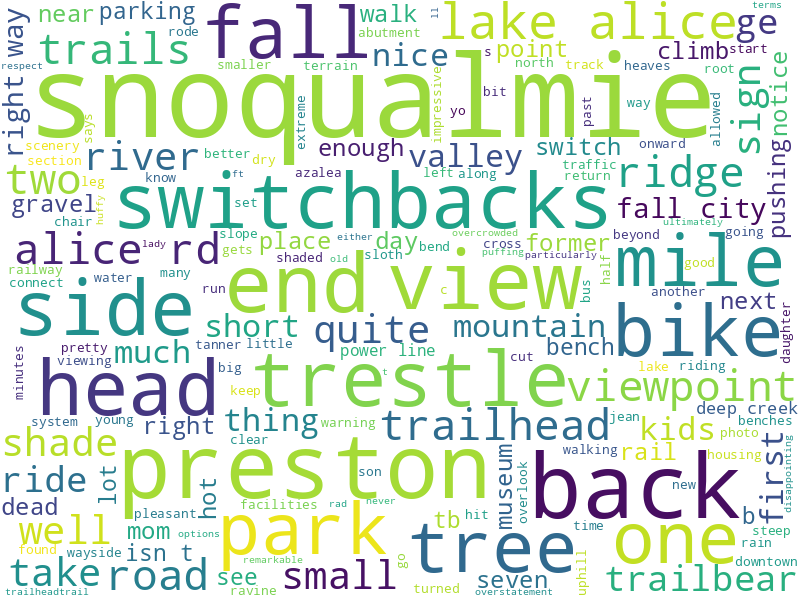 near parking walk fall lake alice ge terms
rode abutment
right way trails nice point climb start
respect smaller terrain north track heaves root
snoqualmie
says extreme impressive yo s bit past way allowed sign notice
scenery river better dry enough valley switch onward
section two leg know azalea left along traffic return ridge pushing
gravel chair huffy set ft switchbacks fall city
alice rd lady slope place day overcrowded bend either former beyond going ultimately
railway gets shaded old sloth puffing cross particularly
connect water many run end view c bus half mile good another
side short tanner little quite mountain bench bike next daughter
minutes pretty much power line cut riding
viewing big head keep t trestle lake viewpoint
system young right thing warning trailhead jean kids deep creek benches
shade clear rail photo
ride lot preston son walking museum overlook housing first disappointing
dead hot facilities rad never tb hit back new b
pleasant options time steep
well mom park tree one rain
found wayside isn t remarkable see seven go uphill downtown
take road ravine small turned trailbear
trailheadtrail overstatement